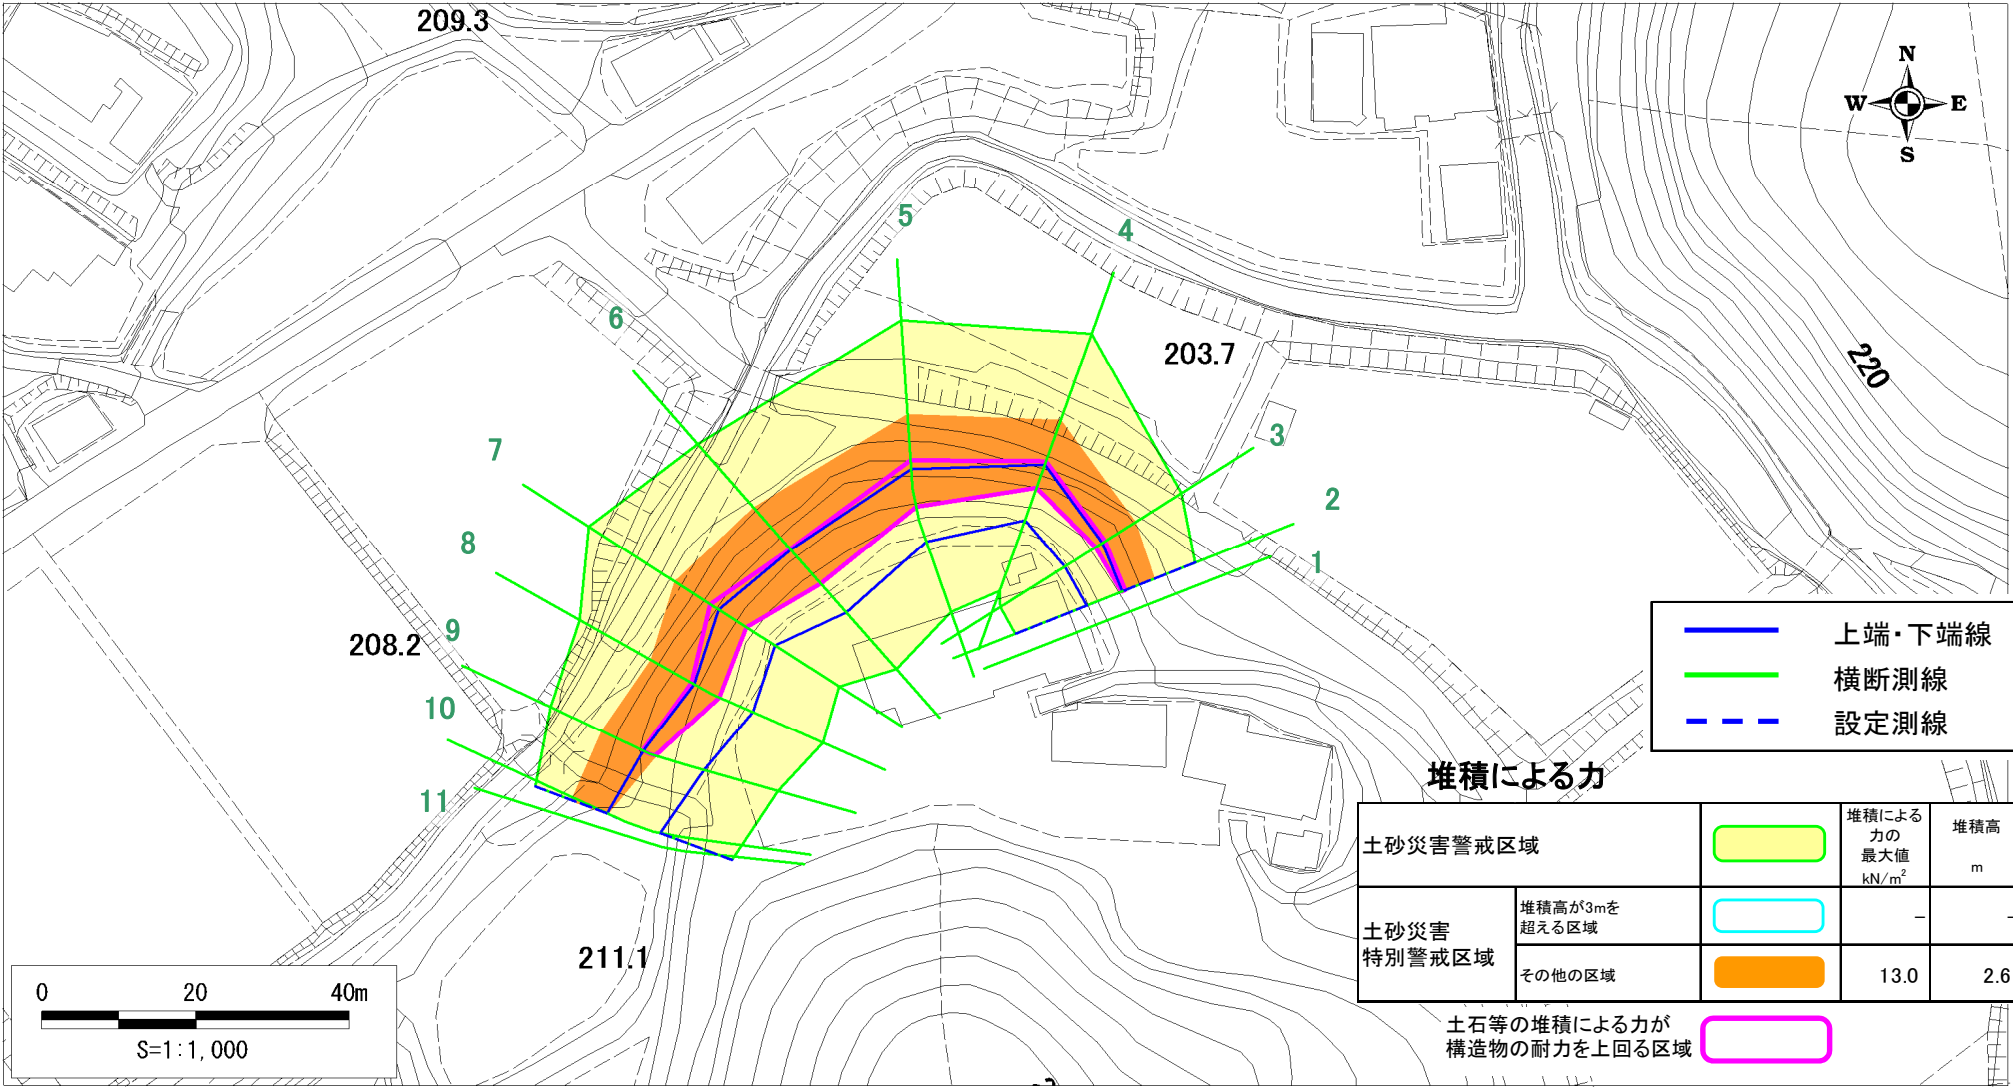 209.3
N
W
E
S
5
4
6
203.7
220
3
7
2
8
1
9
208.2
10
11
上端・下端線
横断測線
設定測線
堆積による力
土砂災害警戒区域
堆積による
力の
最大値
kN/m²
堆積高
m
土砂災害
特別警戒区域
堆積高が3mを
超える区域
–
–
その他の区域
13.0
2.6
211.1
0 20 40m
S=1:1,000
土石等の堆積による力が
構造物の耐力を上回る区域